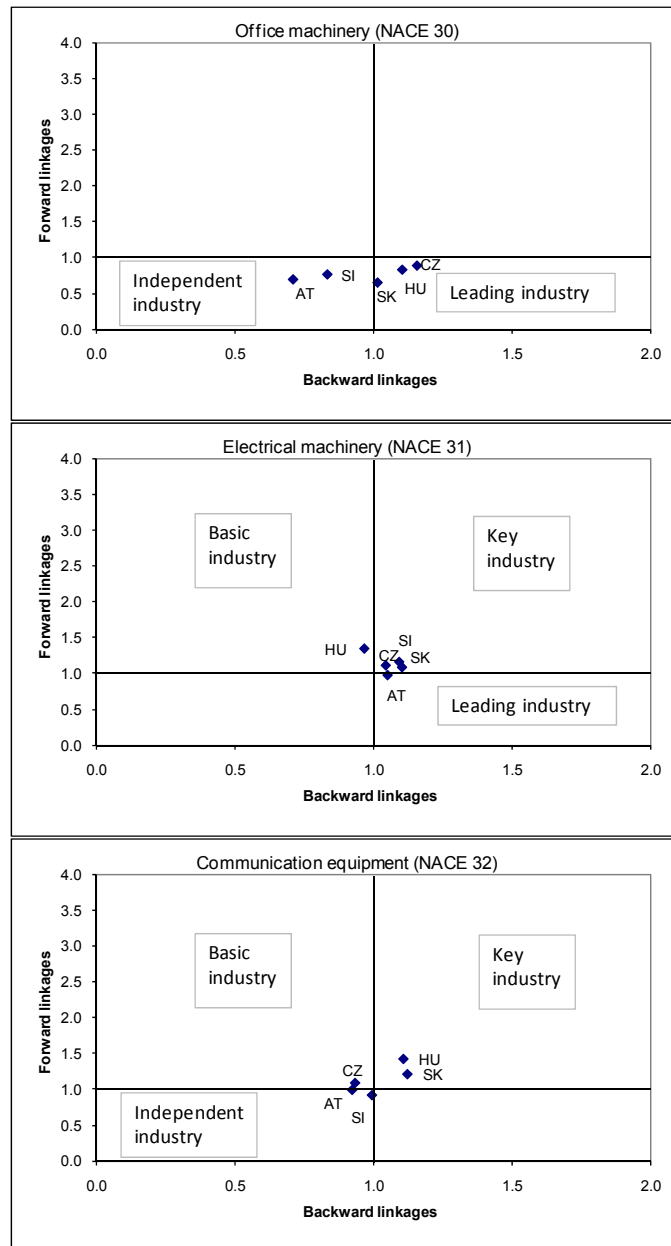 Office machinery (NACE 30)
Forward linkages
4.0
3.5
3.0
2.5
2.0
1.5
1.0
0.5
0.0
Independent
industry
AT
SI
SK
HU
CZ
Leading industry
0.0 0.5 1.0 1.5 2.0
Backward linkages
Electrical machinery (NACE 31)
Forward linkages
4.0
3.5
3.0
2.5
2.0
1.5
1.0
0.5
0.0
Basic
industry
Key
industry
HU
CZ
SI
SK
AT
Leading industry
0.0 0.5 1.0 1.5 2.0
Backward linkages
Communication equipment (NACE 32)
Forward linkages
4.0
3.5
3.0
2.5
2.0
1.5
1.0
0.5
0.0
Basic
industry
Key
industry
CZ
HU
SK
AT
SI
Independent
industry
0.0 0.5 1.0 1.5 2.0
Backward linkages